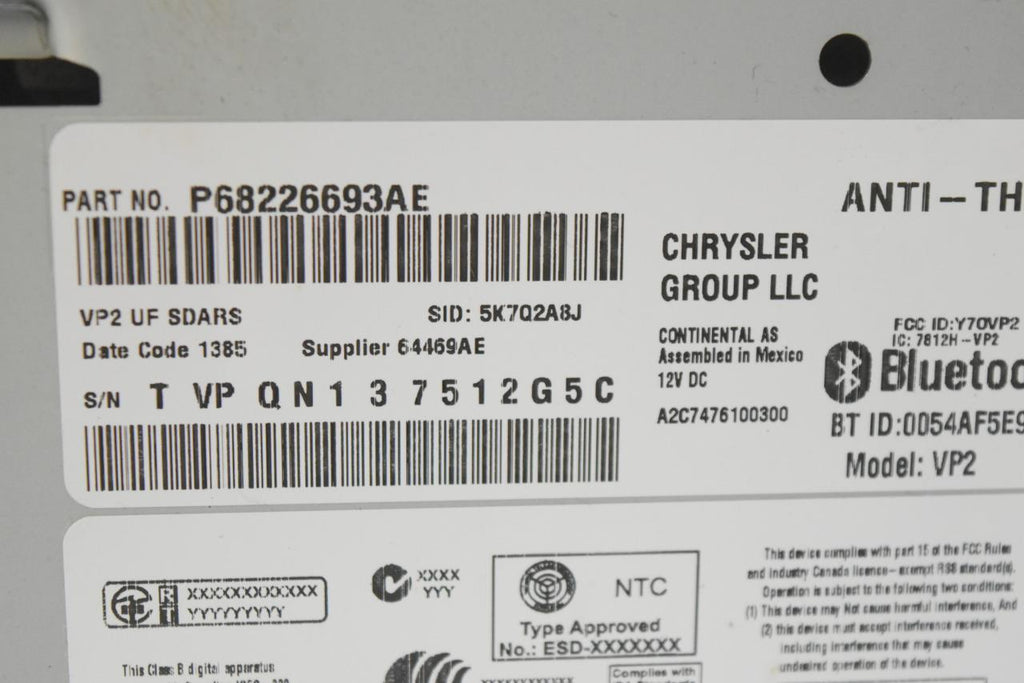 PART NO. P68226693AE
ANTI-TH
VP2 UF SDARS SID: 5K7Q2A8J
Date Code 1385 Supplier 64469AE
S/N T VP QN137512G5C
CHRYSLER
GROUP LLC
CONTINENTAL AS
Assembled in Mexico
12V DC
A2C7476100300
FCC ID:Y7OVP2
IC: 7812H-VP2
Bluetoo
BT ID:0054AF5E9
Model: VP2
RT XXXXXXXXXXXX
YYYYYYYYY
XXXX
YYY
NTC
Type Approved
No.: ESD-XXXXXXX
This device complies with part 15 of the FCC Rules
and Industry Canada licence-exempt RSS standard(s).
Operation is subject to the following two conditions:
(1) This device may Not cause harmful interference, And
(2) this device must accept interference received,
including interference that may cause
undesired operation of the device.
This Class B digital apparatus
Complies with